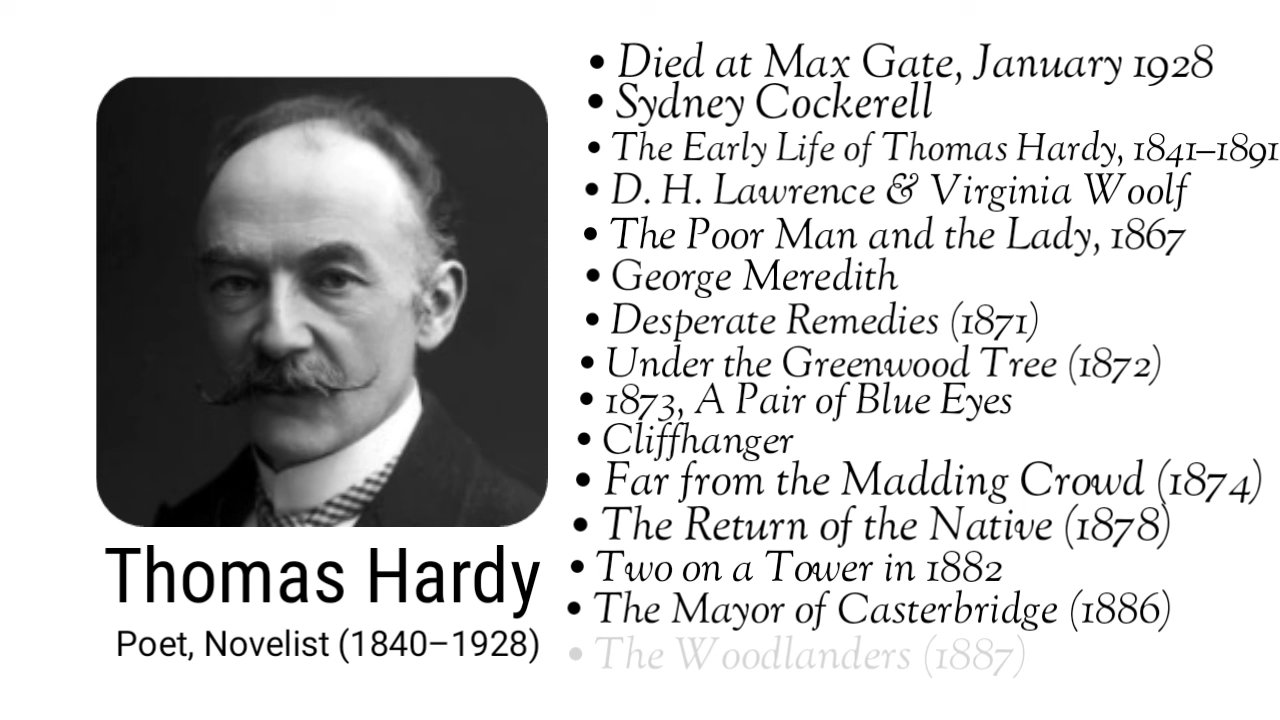 • Died at Max Gate, January 1928
• Sydney Cockerell
• The Early Life of Thomas Hardy, 1841–1891
• D. H. Lawrence & Virginia Woolf
• The Poor Man and the Lady, 1867
• George Meredith
• Desperate Remedies (1871)
• Under the Greenwood Tree (1872)
• 1873, A Pair of Blue Eyes
• Cliffhanger
• Far from the Madding Crowd (1874)
• The Return of the Native (1878)
• Two on a Tower in 1882
• The Mayor of Casterbridge (1886)
• The Woodlanders (1887)
Thomas Hardy
Poet, Novelist (1840–1928)